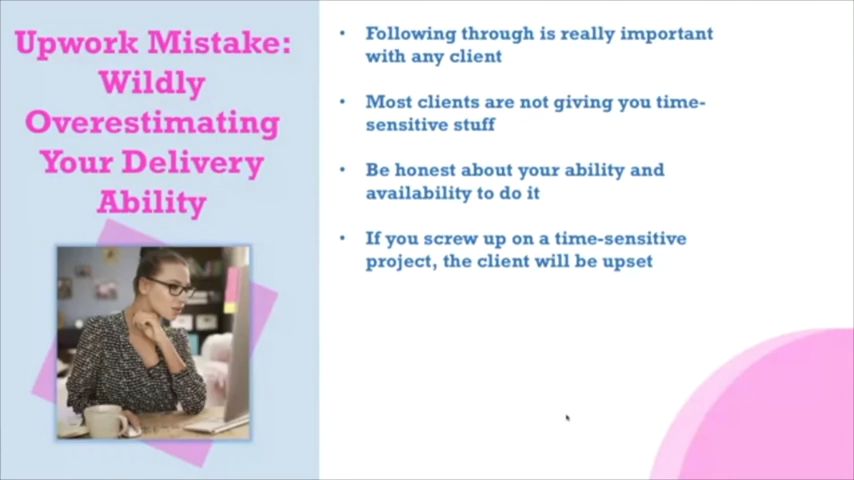 Upwork Mistake:
Wildly
Overestimating
Your Delivery
Ability
• Following through is really important
with any client
• Most clients are not giving you time-
sensitive stuff
• Be honest about your ability and
availability to do it
• If you screw up on a time-sensitive
project, the client will be upset